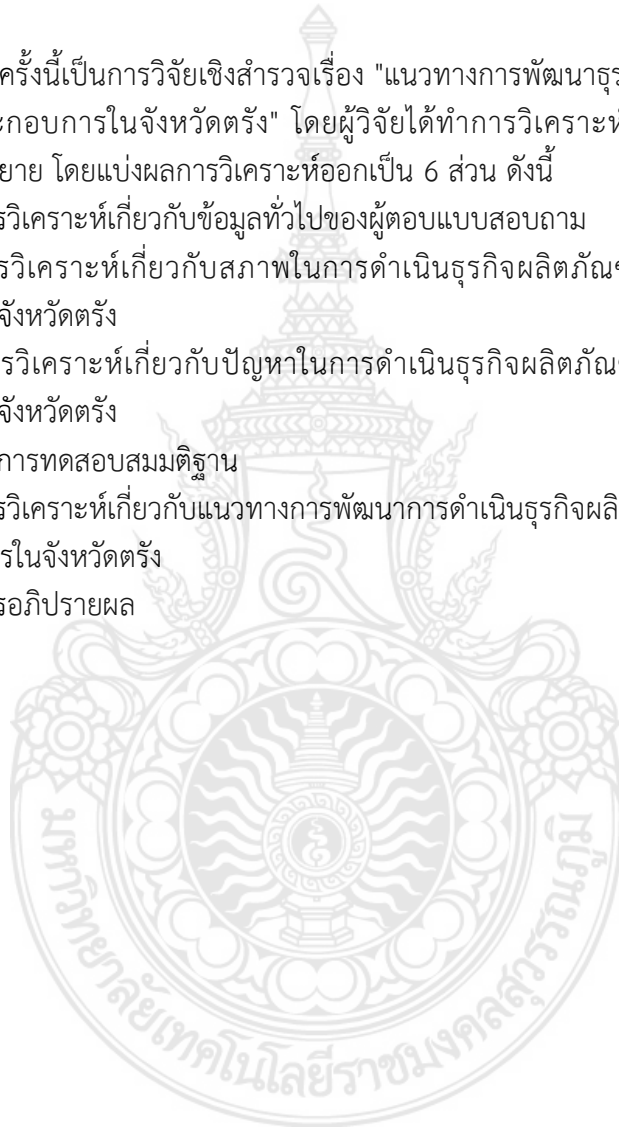 ครั้งนี้เป็นการวิจัยเชิงสำรวจเรื่อง "แนวทางการพัฒนาธุร
ะกอบการในจังหวัดตรัง" โดยผู้วิจัยได้ทำการวิเคราะห์
ยาย โดยแบ่งผลการวิเคราะห์ออกเป็น 6 ส่วน ดังนี้
รวิเคราะห์เกี่ยวกับข้อมูลทั่วไปของผู้ตอบแบบสอบถาม
รวิเคราะห์เกี่ยวกับสภาพในการดำเนินธุรกิจผลิตภัณฑ
จังหวัดตรัง
รวิเคราะห์เกี่ยวกับปัญหาในการดำเนินธุรกิจผลิตภัณ
จังหวัดตรัง
การทดสอบสมมติฐาน
รวิเคราะห์เกี่ยวกับแนวทางการพัฒนาการดำเนินธุรกิจผลิ
รในจังหวัดตรัง
รอภิปรายผล
มหาวิทยาลัยเทคโนโลยีราชมงคลสุวรรณภูมิ